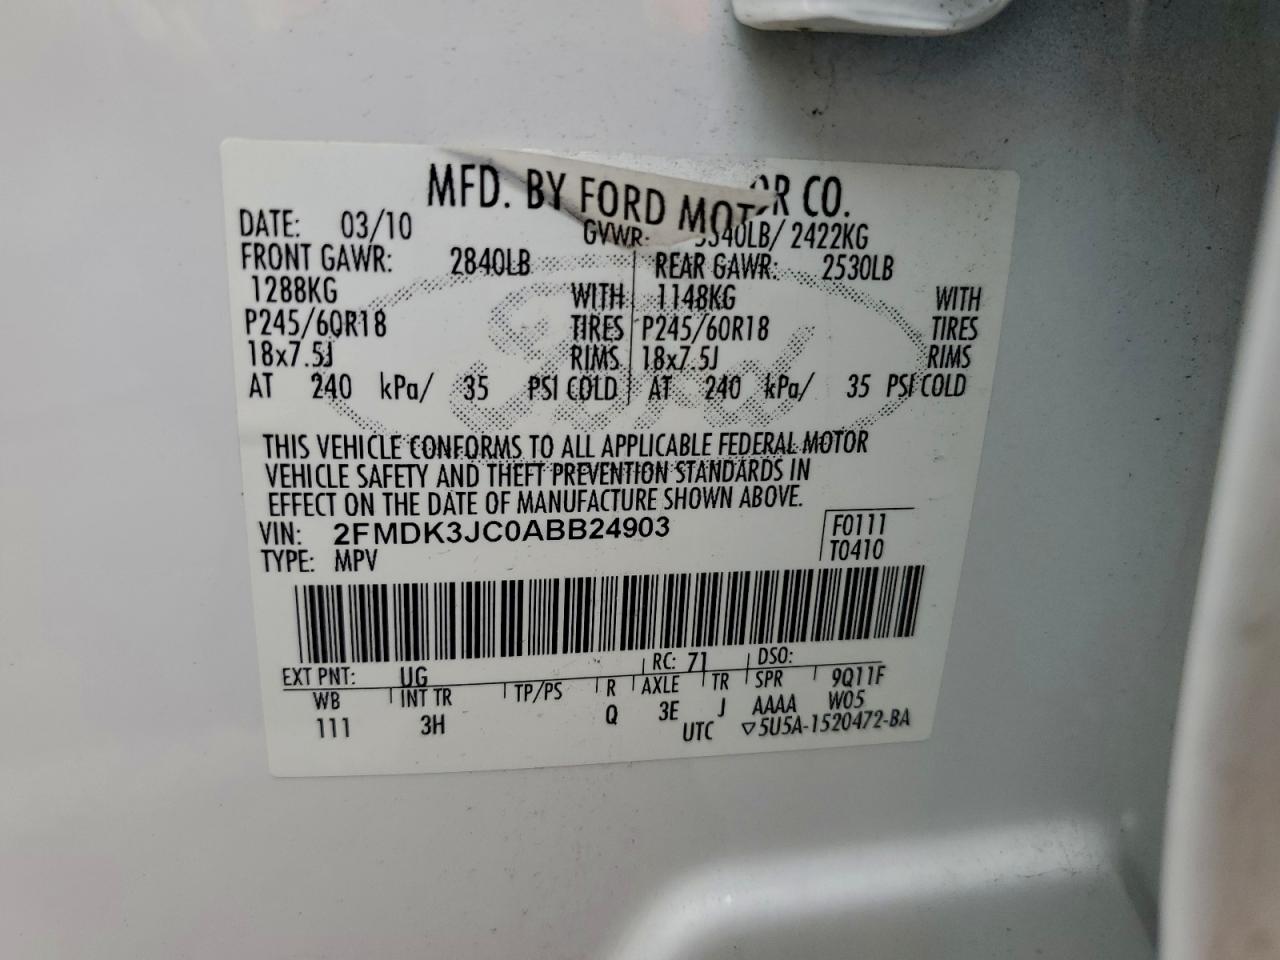 MFD. BY FORD MOTOR CO.
DATE: 03/10 GVWR: 5340LB/ 2422KG
FRONT GAWR: 2840LB REAR GAWR: 2530LB
1288KG WITH 1148KG WITH
P245/60R18 TIRES P245/60R18 TIRES
18x7.5J RIMS 18x7.5J RIMS
AT 240 kPa/ 35 PSI COLD AT 240 kPa/ 35 PSI COLD
Ford
THIS VEHICLE CONFORMS TO ALL APPLICABLE FEDERAL MOTOR
VEHICLE SAFETY AND THEFT PREVENTION STANDARDS IN
EFFECT ON THE DATE OF MANUFACTURE SHOWN ABOVE.
VIN: 2FMDK3JC0ABB24903 F0111
TYPE: MPV T0410
EXT PNT: UG RC: 71 DSO:
WB INT TR TP/PS R AXLE TR SPR 9Q11F
111 3H Q 3E J AAAA W05
UTC ▽5U5A-1520472-BA